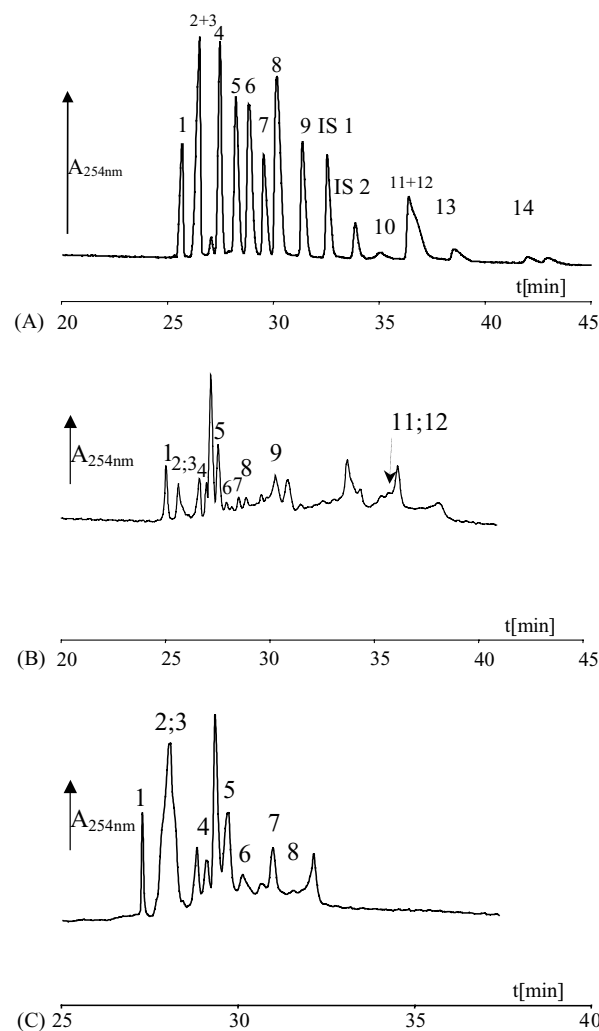 2+3
4
8
5 6
1 9 IS 1
7
IS 2 11+12 13 14
A254nm 10
t[min]
(A) 20 25 30 35 40 45
11;12
A254nm 1 5 9
2;3 8
4 6 7
t[min]
(B) 20 25 30 35 40 45
2;3
1 5
A254nm 4 7
6 8
t[min]
(C) 25 30 35 40